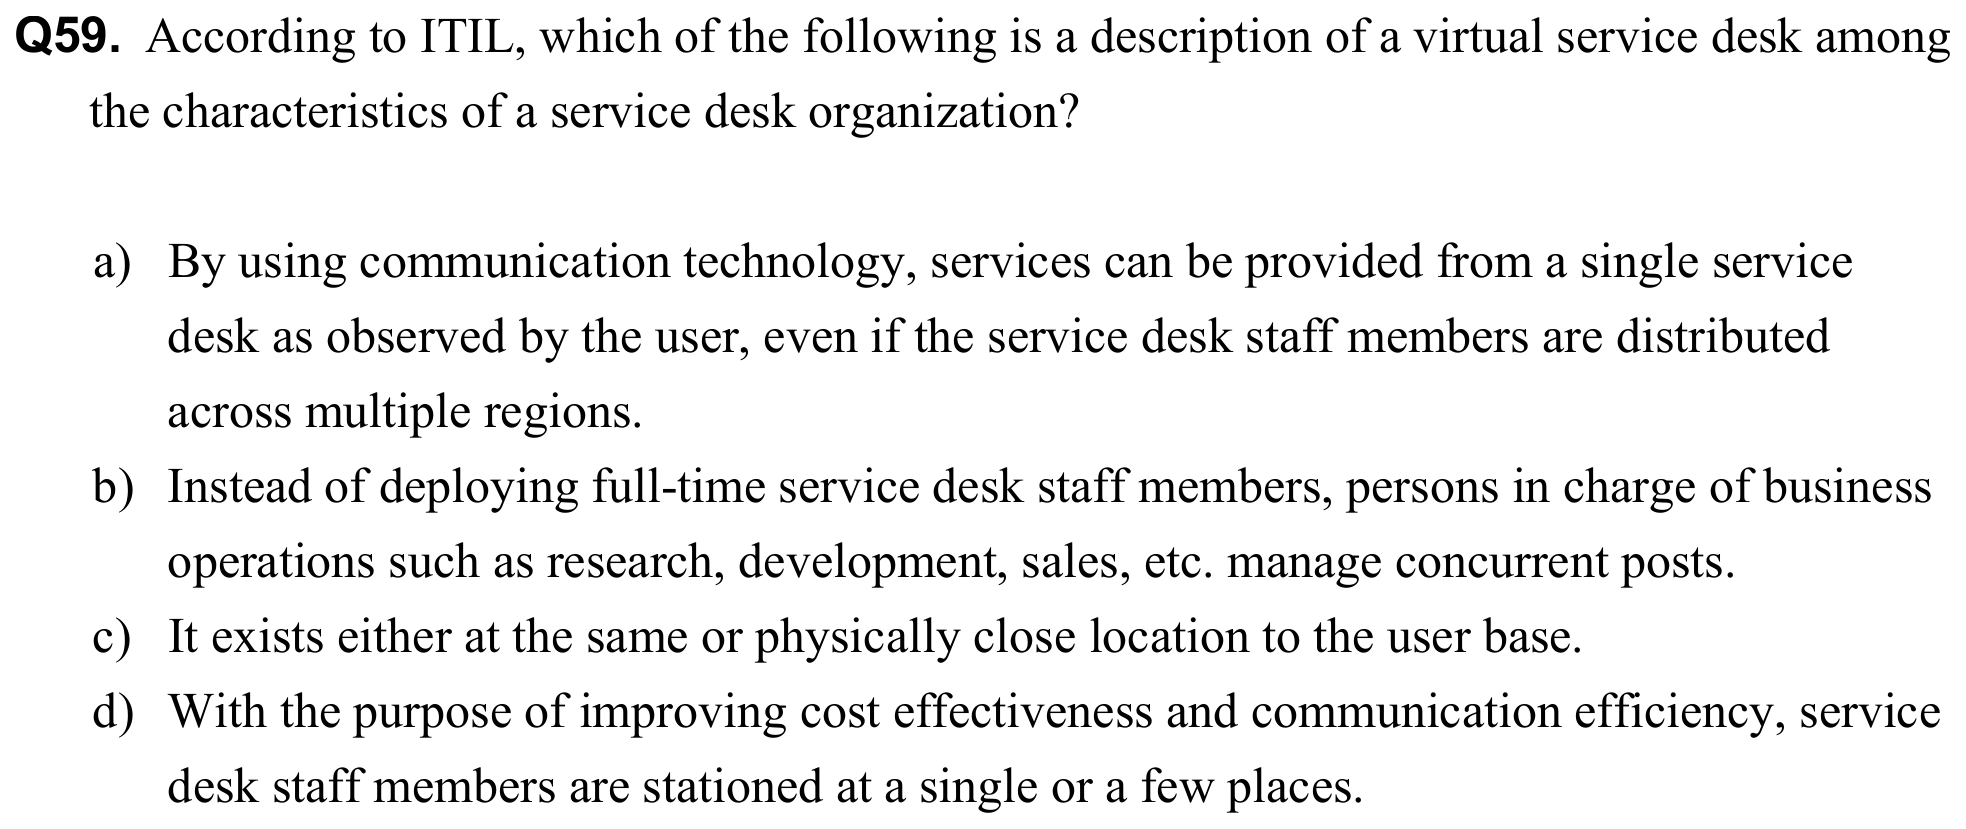 Q59. According to ITIL, which of the following is a description of a virtual service desk among
the characteristics of a service desk organization?
a) By using communication technology, services can be provided from a single service
desk as observed by the user, even if the service desk staff members are distributed
across multiple regions.
b) Instead of deploying full-time service desk staff members, persons in charge of business
operations such as research, development, sales, etc. manage concurrent posts.
c) It exists either at the same or physically close location to the user base.
d) With the purpose of improving cost effectiveness and communication efficiency, service
desk staff members are stationed at a single or a few places.